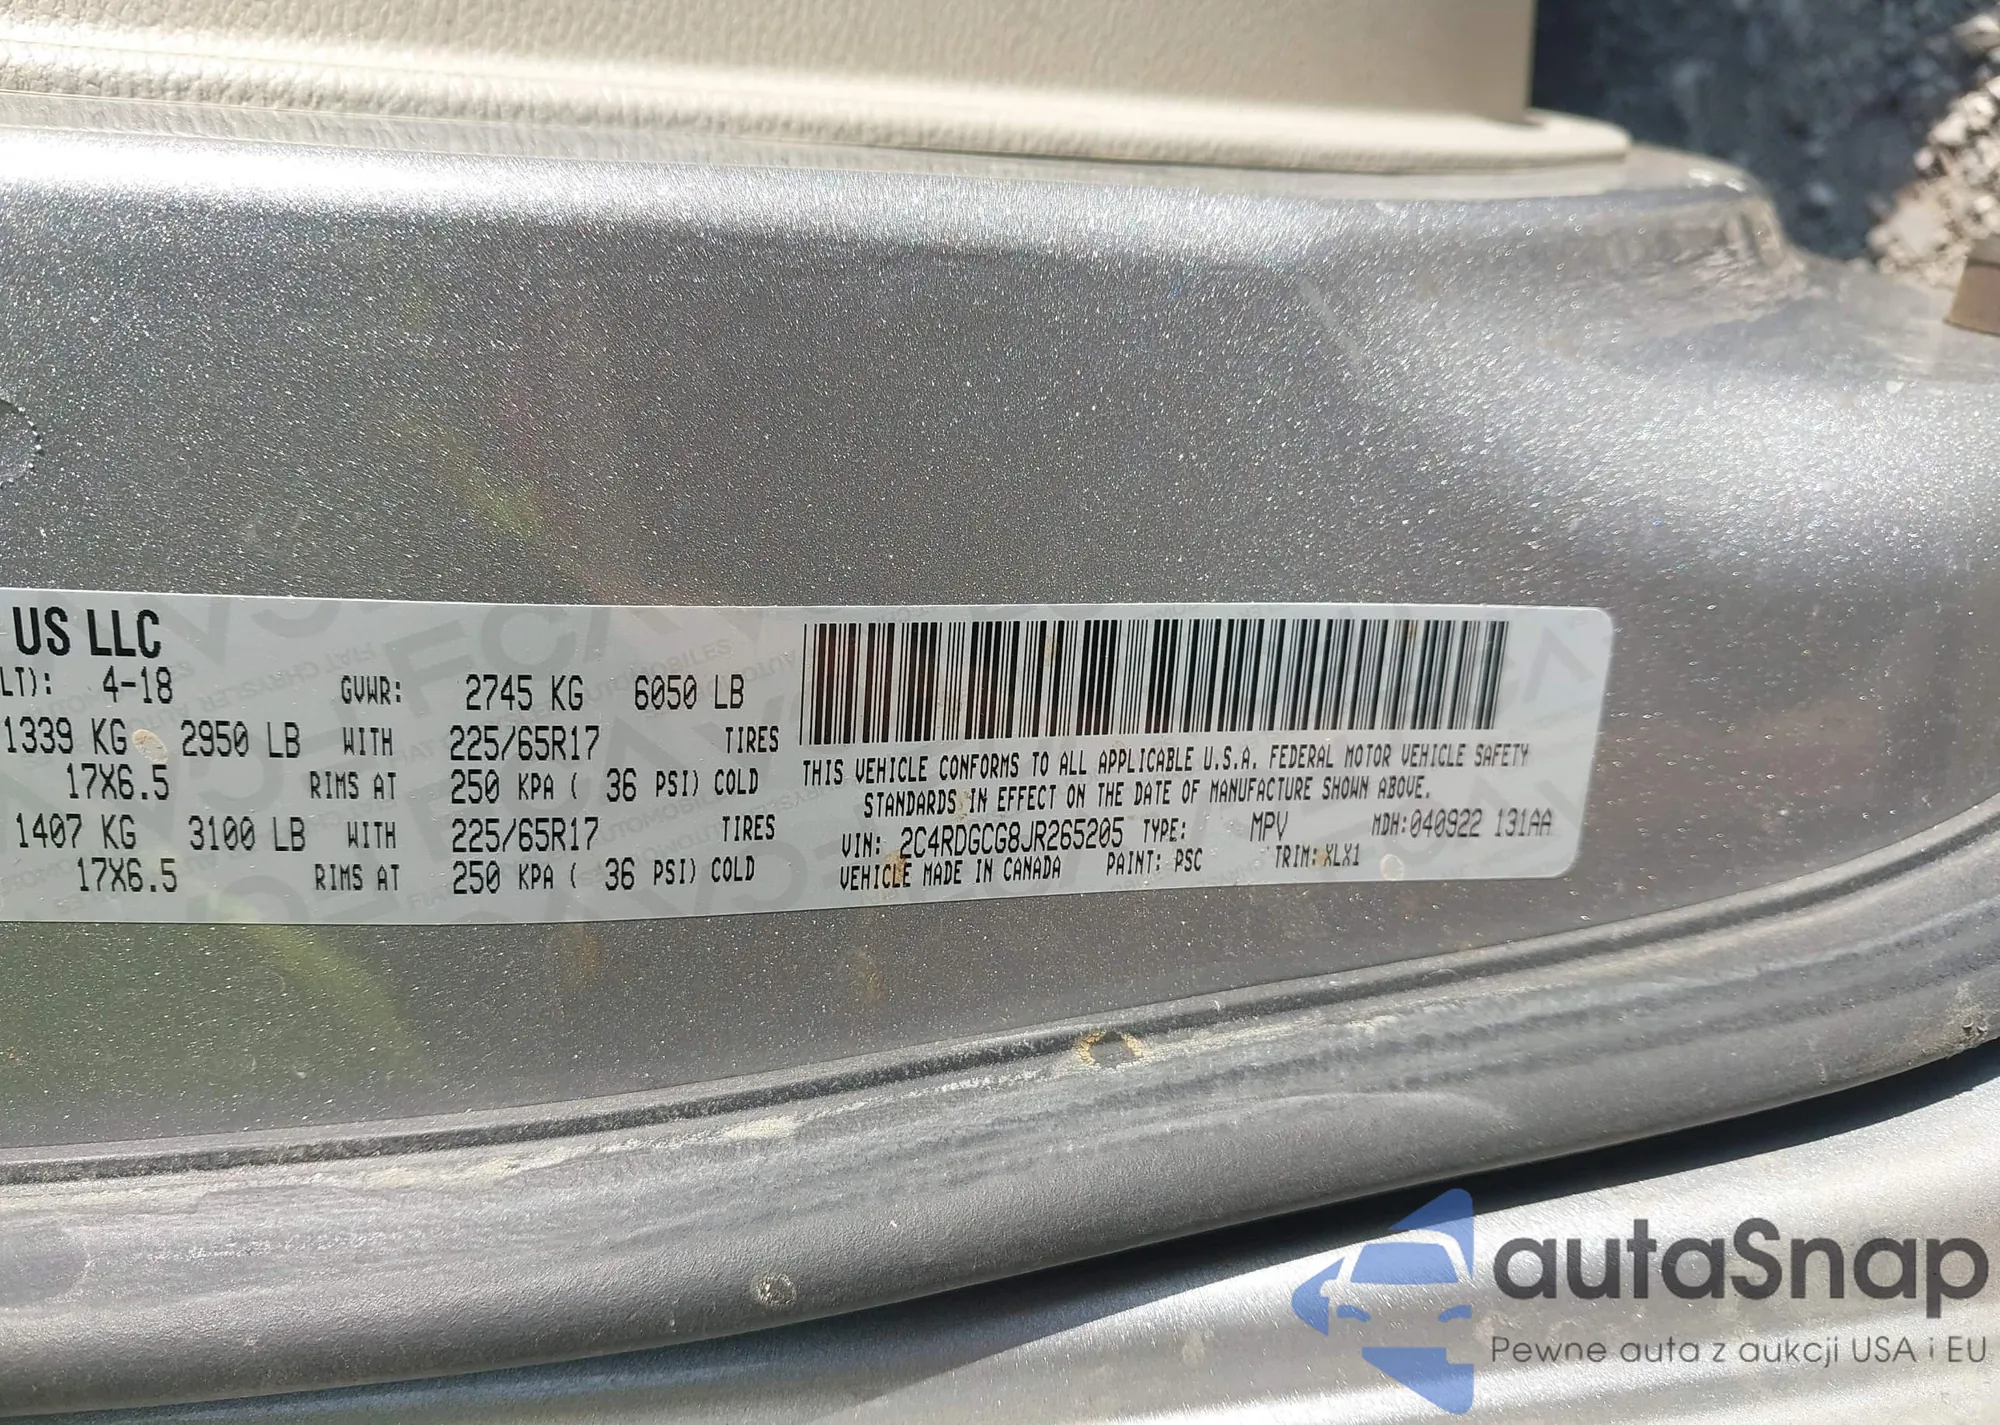 US LLC
LT): 4-18 GVWR: 2745 KG 6050 LB
1339 KG 2950 LB WITH 225/65R17 TIRES
17X6.5 RIMS AT 250 KPA ( 36 PSI) COLD
1407 KG 3100 LB WITH 225/65R17 TIRES
17X6.5 RIMS AT 250 KPA ( 36 PSI) COLD
THIS VEHICLE CONFORMS TO ALL APPLICABLE U.S.A. FEDERAL MOTOR VEHICLE SAFETY
STANDARDS IN EFFECT ON THE DATE OF MANUFACTURE SHOWN ABOVE.
VIN: 2C4RDGCG8JR265205 TYPE: MPV MDH:040922 131AA
VEHICLE MADE IN CANADA PAINT: PSC TRIM: XLX1
autaSnap
Pewne auta z aukcji USA i EU